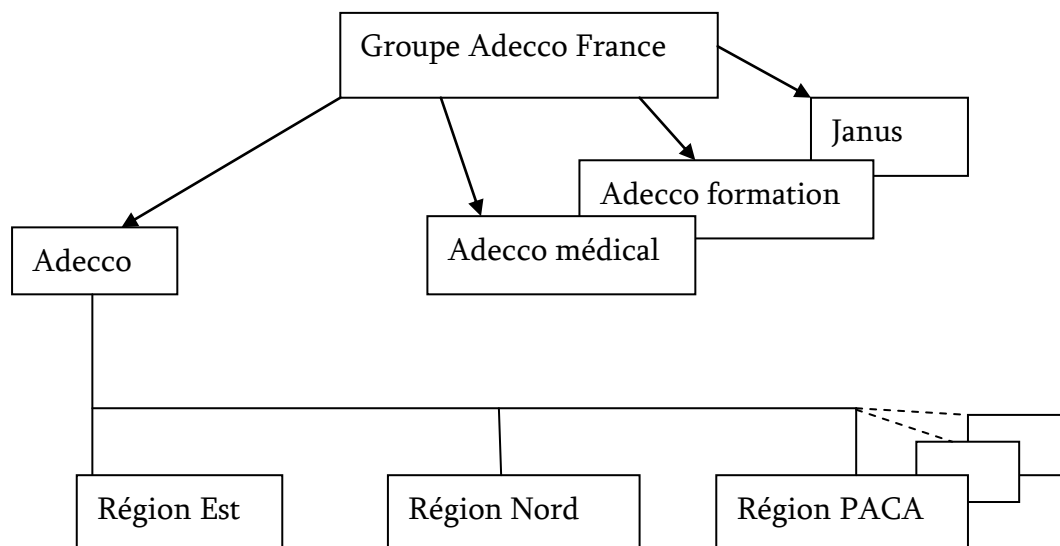 Groupe Adecco France
Janus
Adecco formation
Adecco médical
Adecco
Région Est
Région Nord
Région PACA